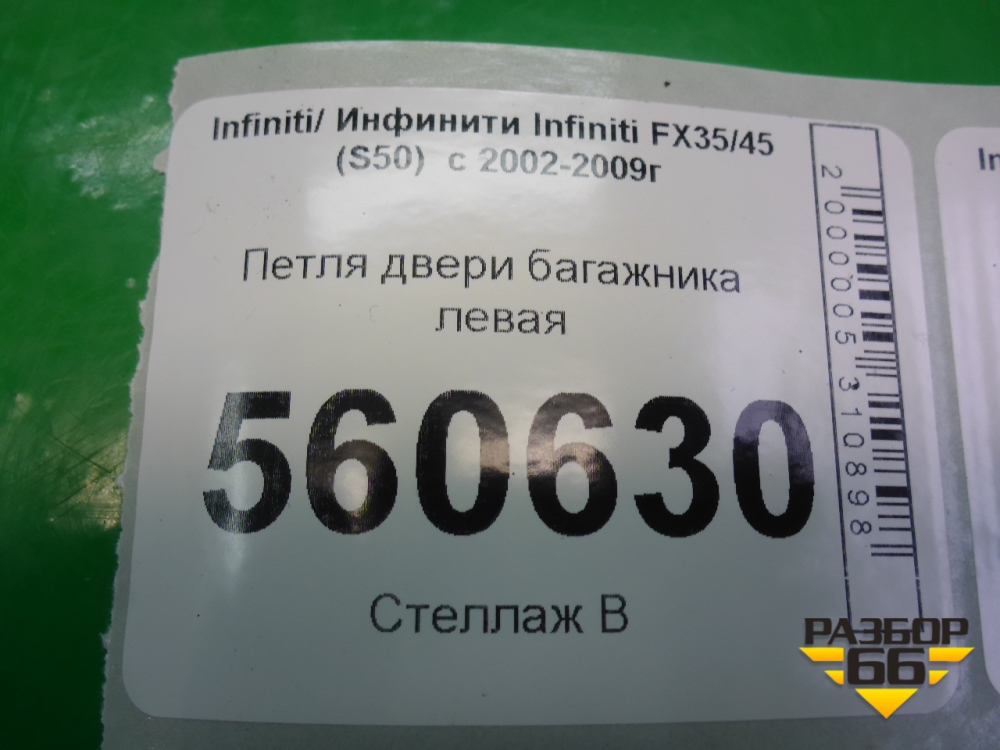 Infiniti/ Инфинити Infiniti FX35/45
(S50) с 2002-2009г
Петля двери багажника
левая
560630
Стеллаж В
2000005310898
In
РАЗБОР
66